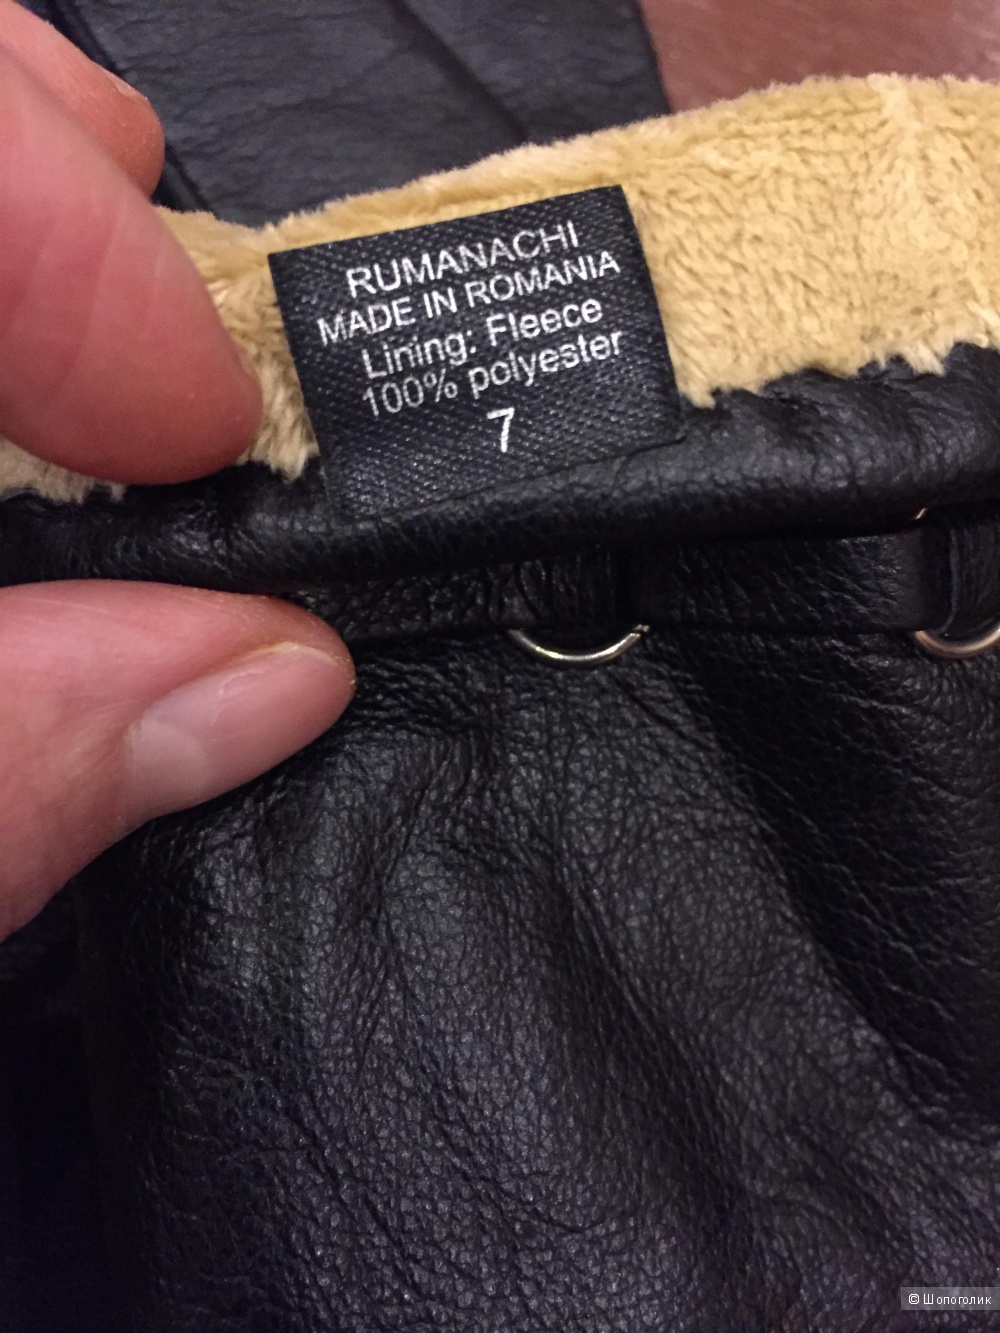 RUMANACHI
MADE IN ROMANIA
Lining: Fleece
100% polyester
7
© Шопоголик